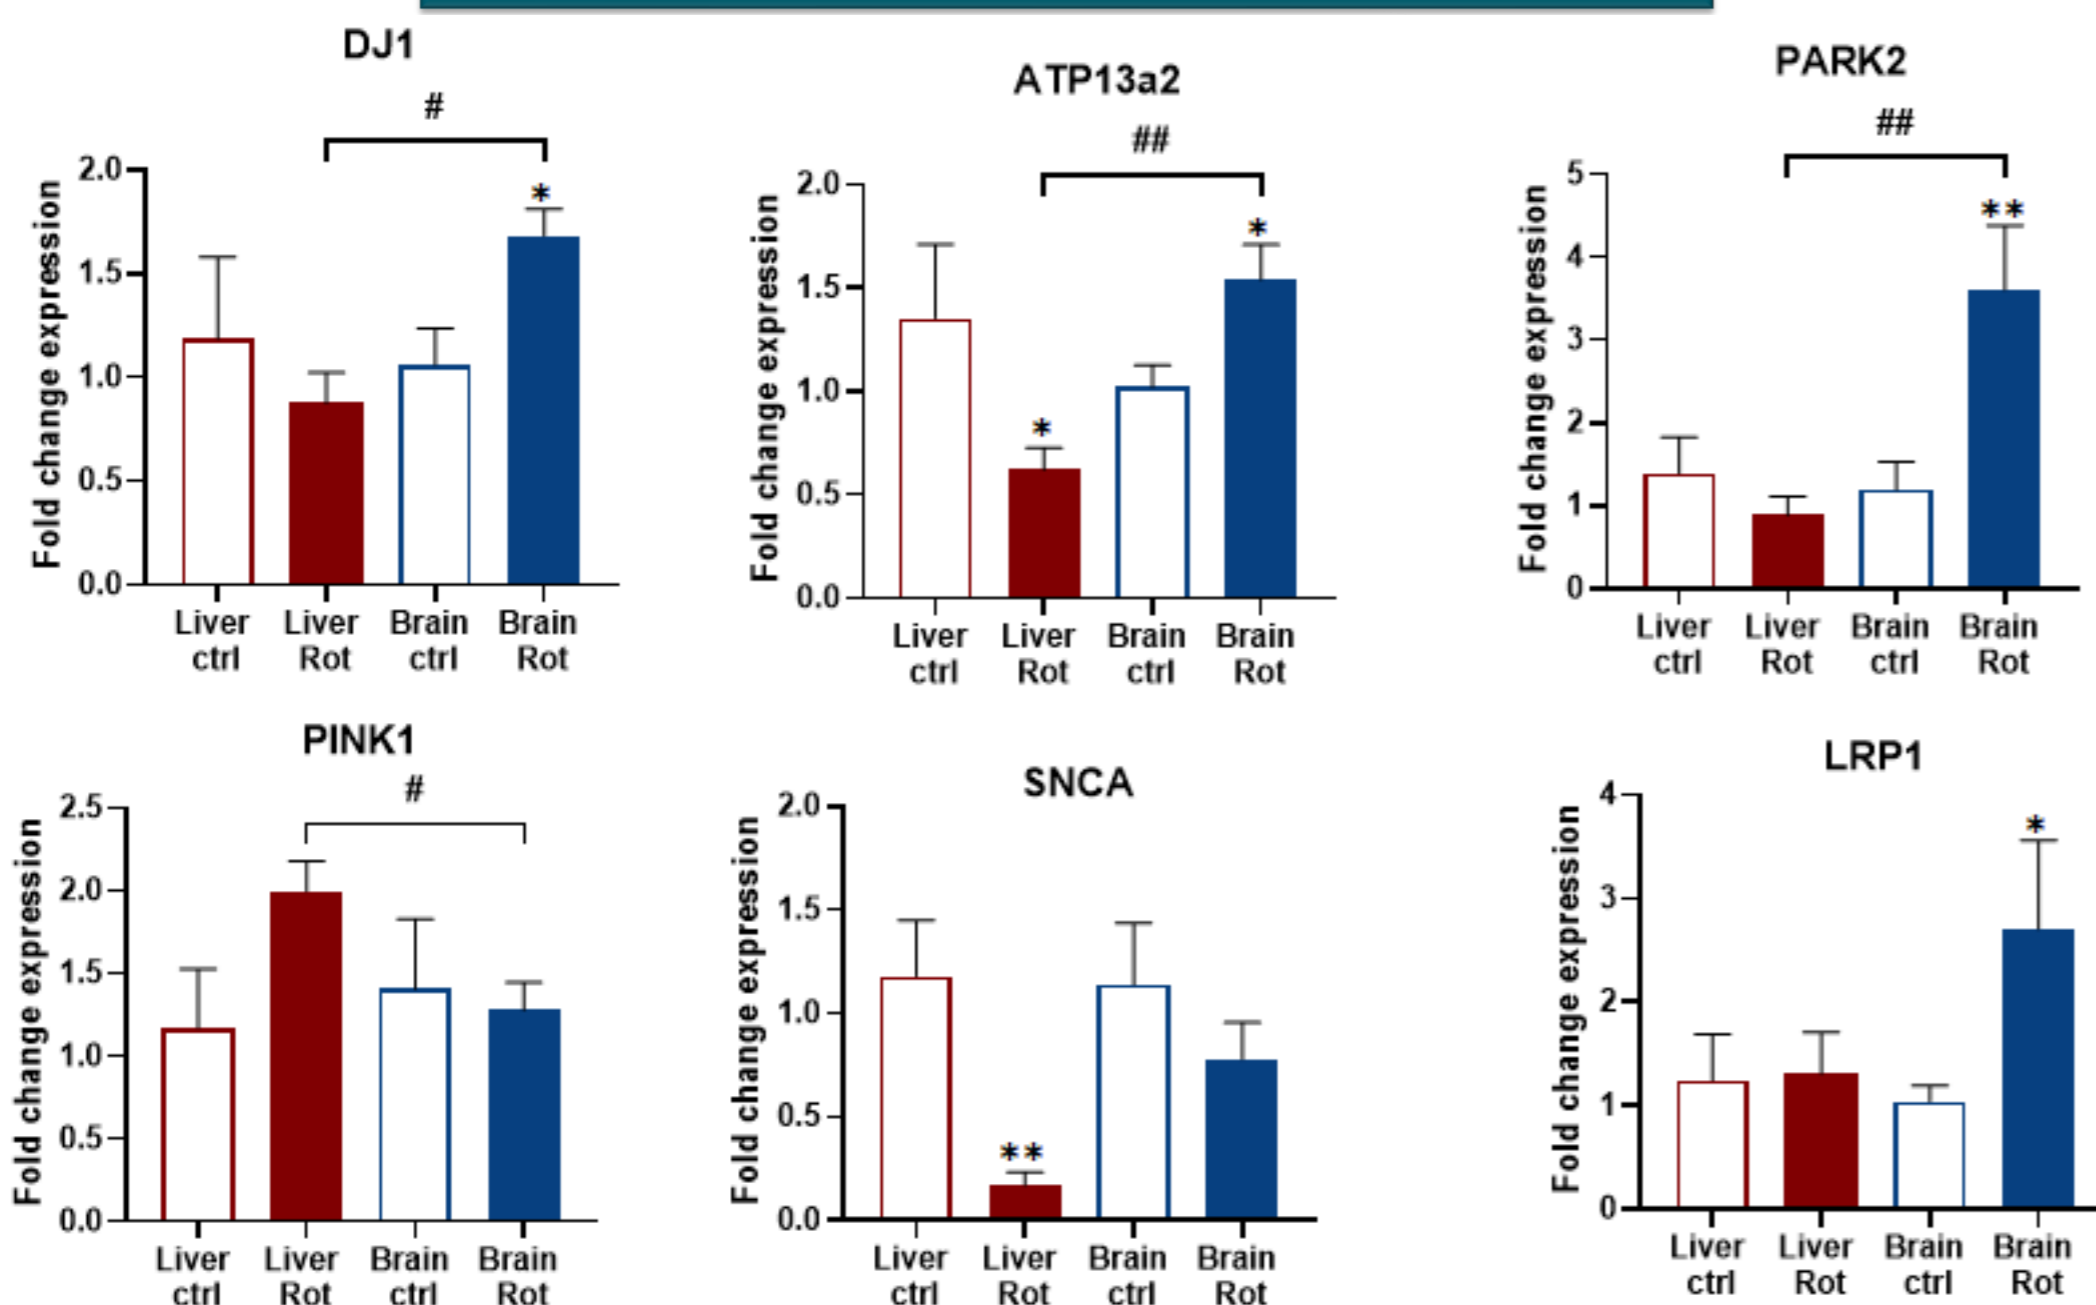 DJ1
#
Fold change expression
2.0
1.5
1.0
0.5
0.0
*
Liver ctrl
Liver Rot
Brain ctrl
Brain Rot
ATP13a2
##
Fold change expression
2.0
1.5
1.0
0.5
0.0
*
*
Liver ctrl
Liver Rot
Brain ctrl
Brain Rot
PARK2
##
Fold change expression
5
4
3
2
1
0
**
Liver ctrl
Liver Rot
Brain ctrl
Brain Rot
PINK1
#
Fold change expression
2.5
2.0
1.5
1.0
0.5
0.0
Liver ctrl
Liver Rot
Brain ctrl
Brain Rot
SNCA
Fold change expression
2.0
1.5
1.0
0.5
0.0
**
Liver ctrl
Liver Rot
Brain ctrl
Brain Rot
LRP1
Fold change expression
4
3
2
1
0
*
Liver ctrl
Liver Rot
Brain ctrl
Brain Rot